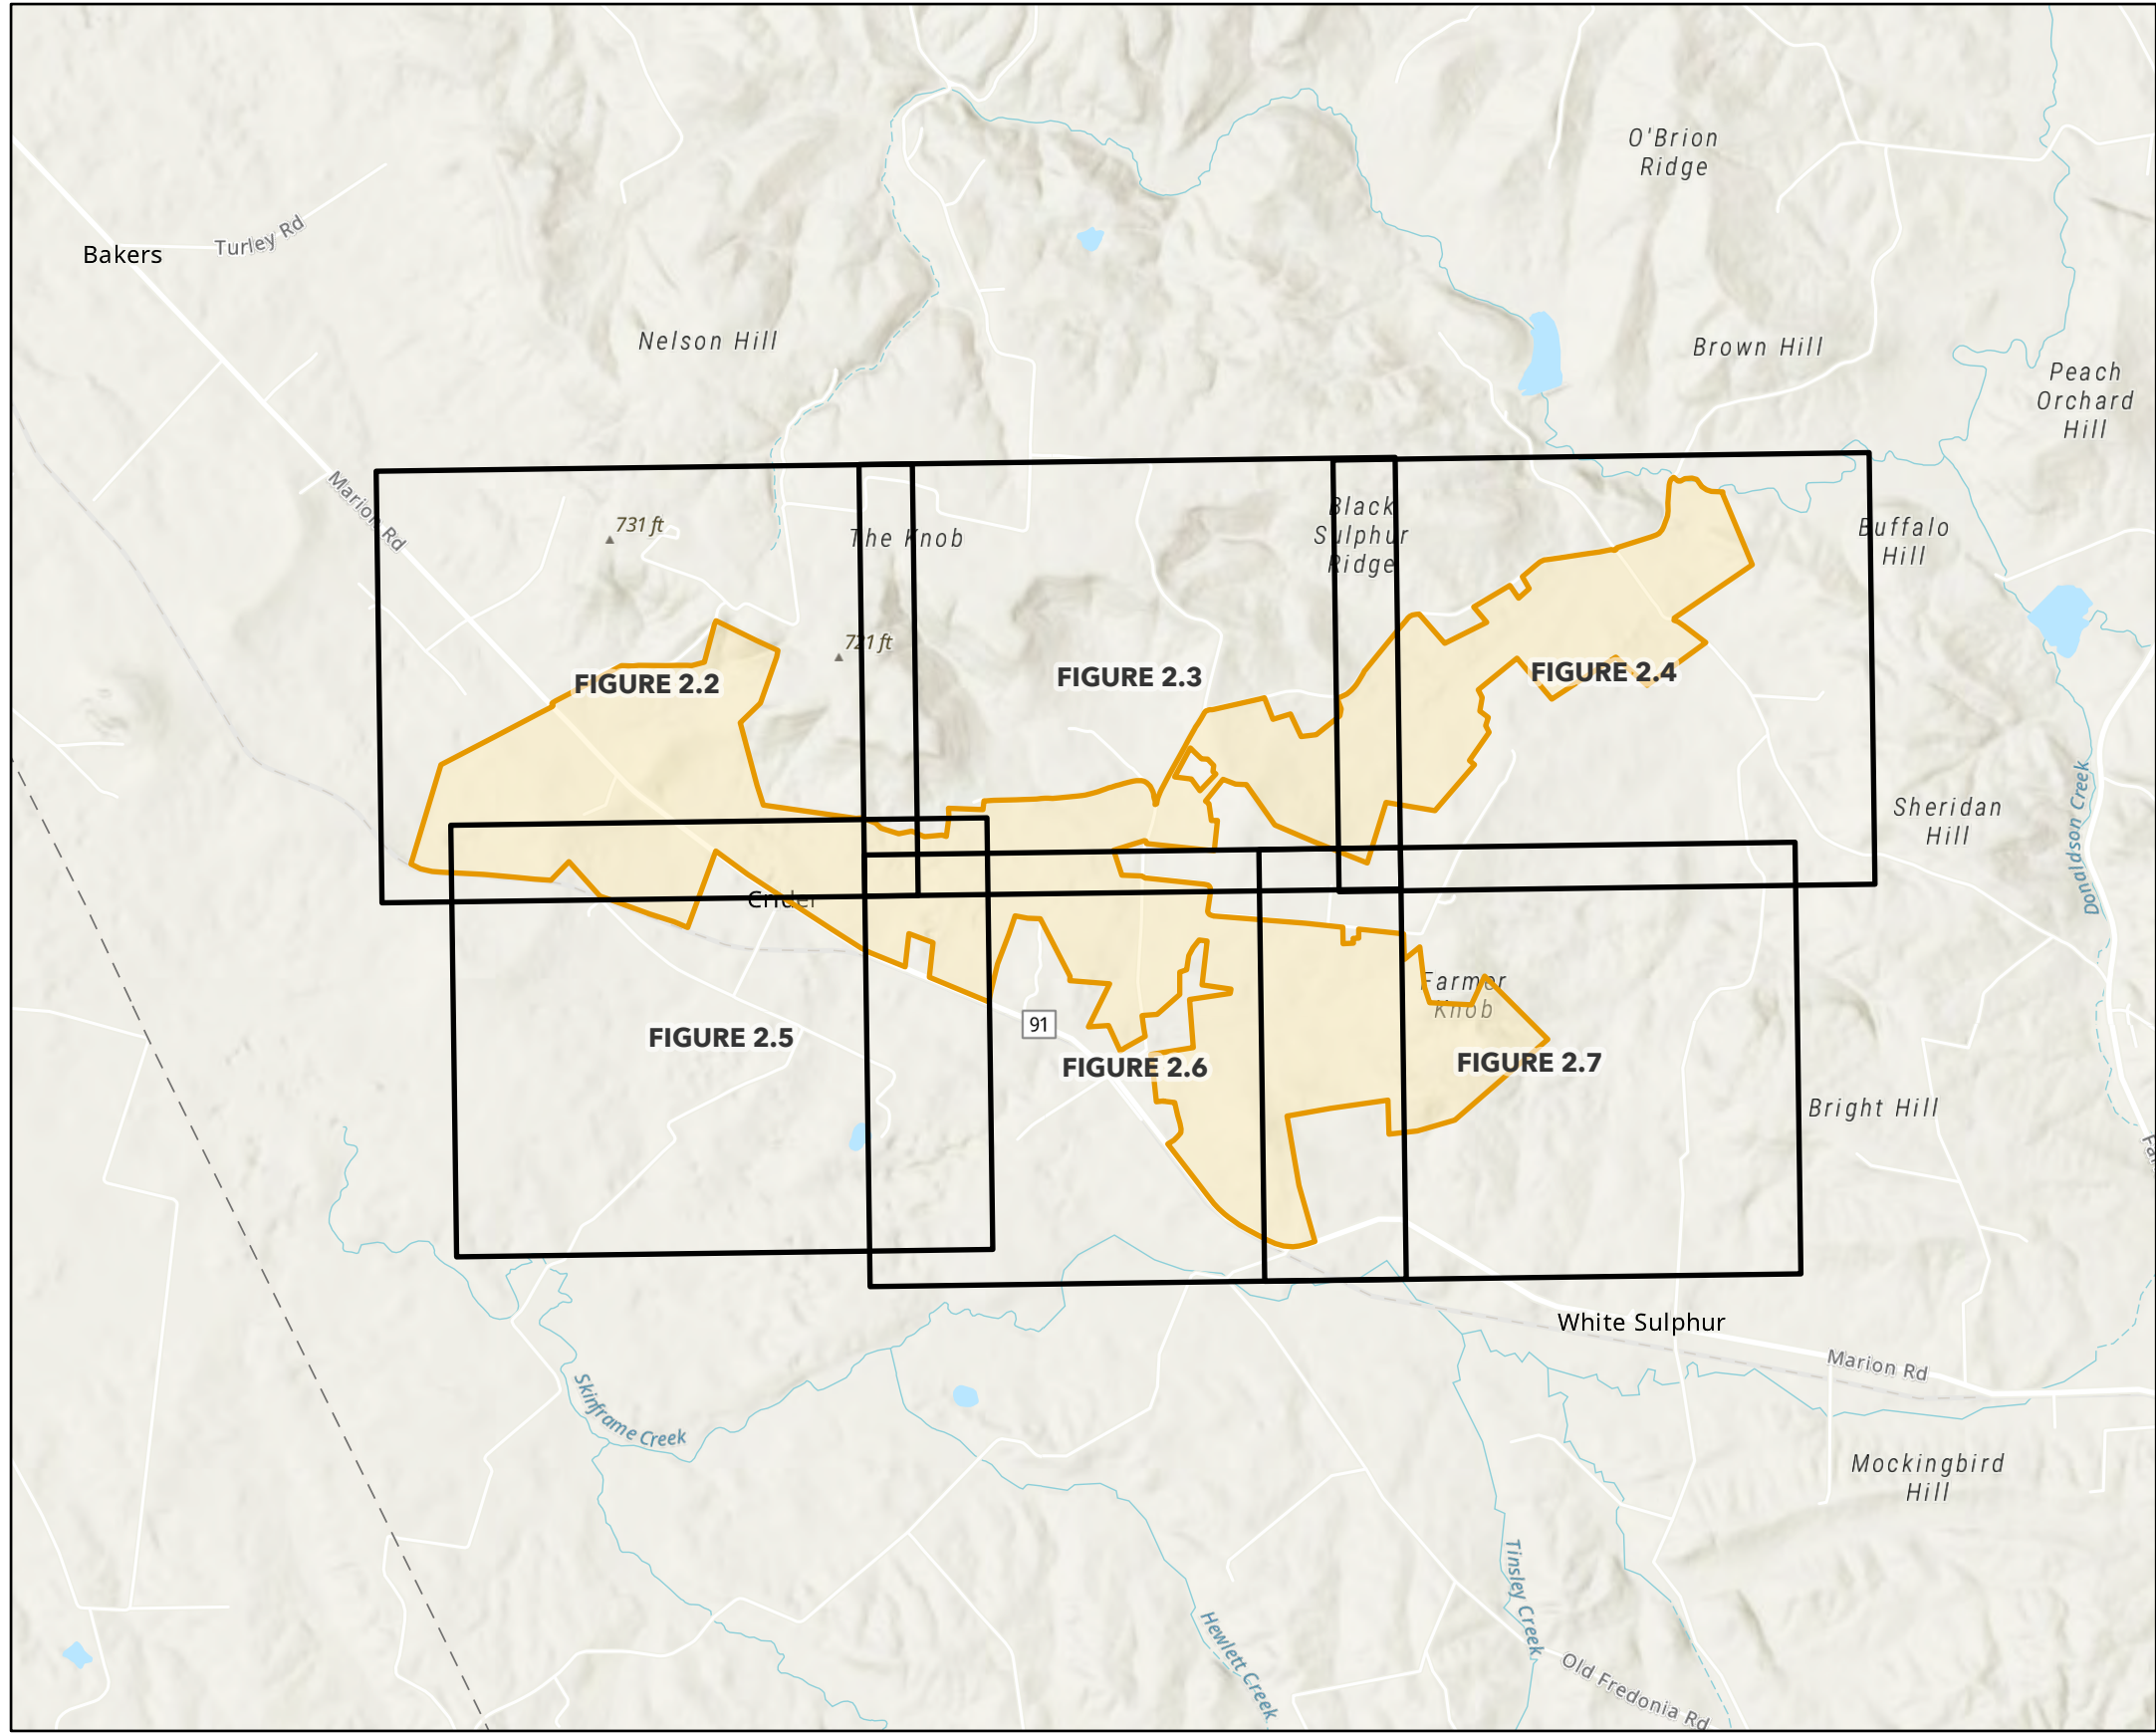 O'Brion
Ridge
Bakers
Turley Rd
Nelson Hill
Brown Hill
Peach
Orchard
Hill
Marion Rd
731 ft
The Knob
Black
Sulphur
Ridge
Buffalo
Hill
721 ft
FIGURE 2.2
FIGURE 2.3
FIGURE 2.4
Sheridan
Hill
Donaldson Creek
Crider
Farmer
Knob
91
FIGURE 2.5
FIGURE 2.6
FIGURE 2.7
Bright Hill
White Sulphur
Marion Rd
Skinframe Creek
Mockingbird
Hill
Tinsley Creek
Hewlett Creek
Old Fredonia Rd